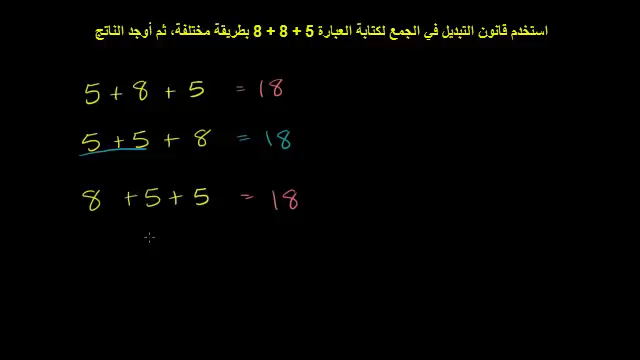 استخدم قانون التبديل في الجمع لكتابة العبارة 5 + 8 + 8 بطريقة مختلفة، ثم أوجد الناتج
5 + 8 + 5 = 18
5 + 5 + 8 = 18
8 + 5 + 5 = 18